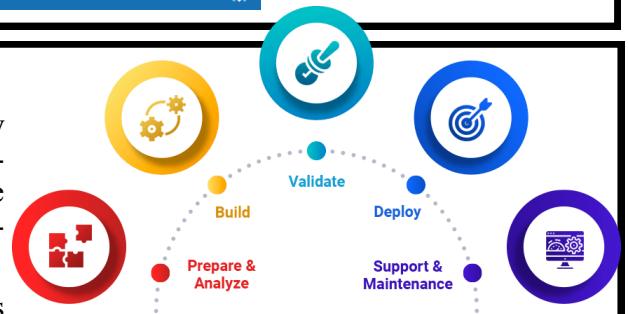 Validate
Build
Deploy
Prepare &
Analyze
Support &
Maintenance